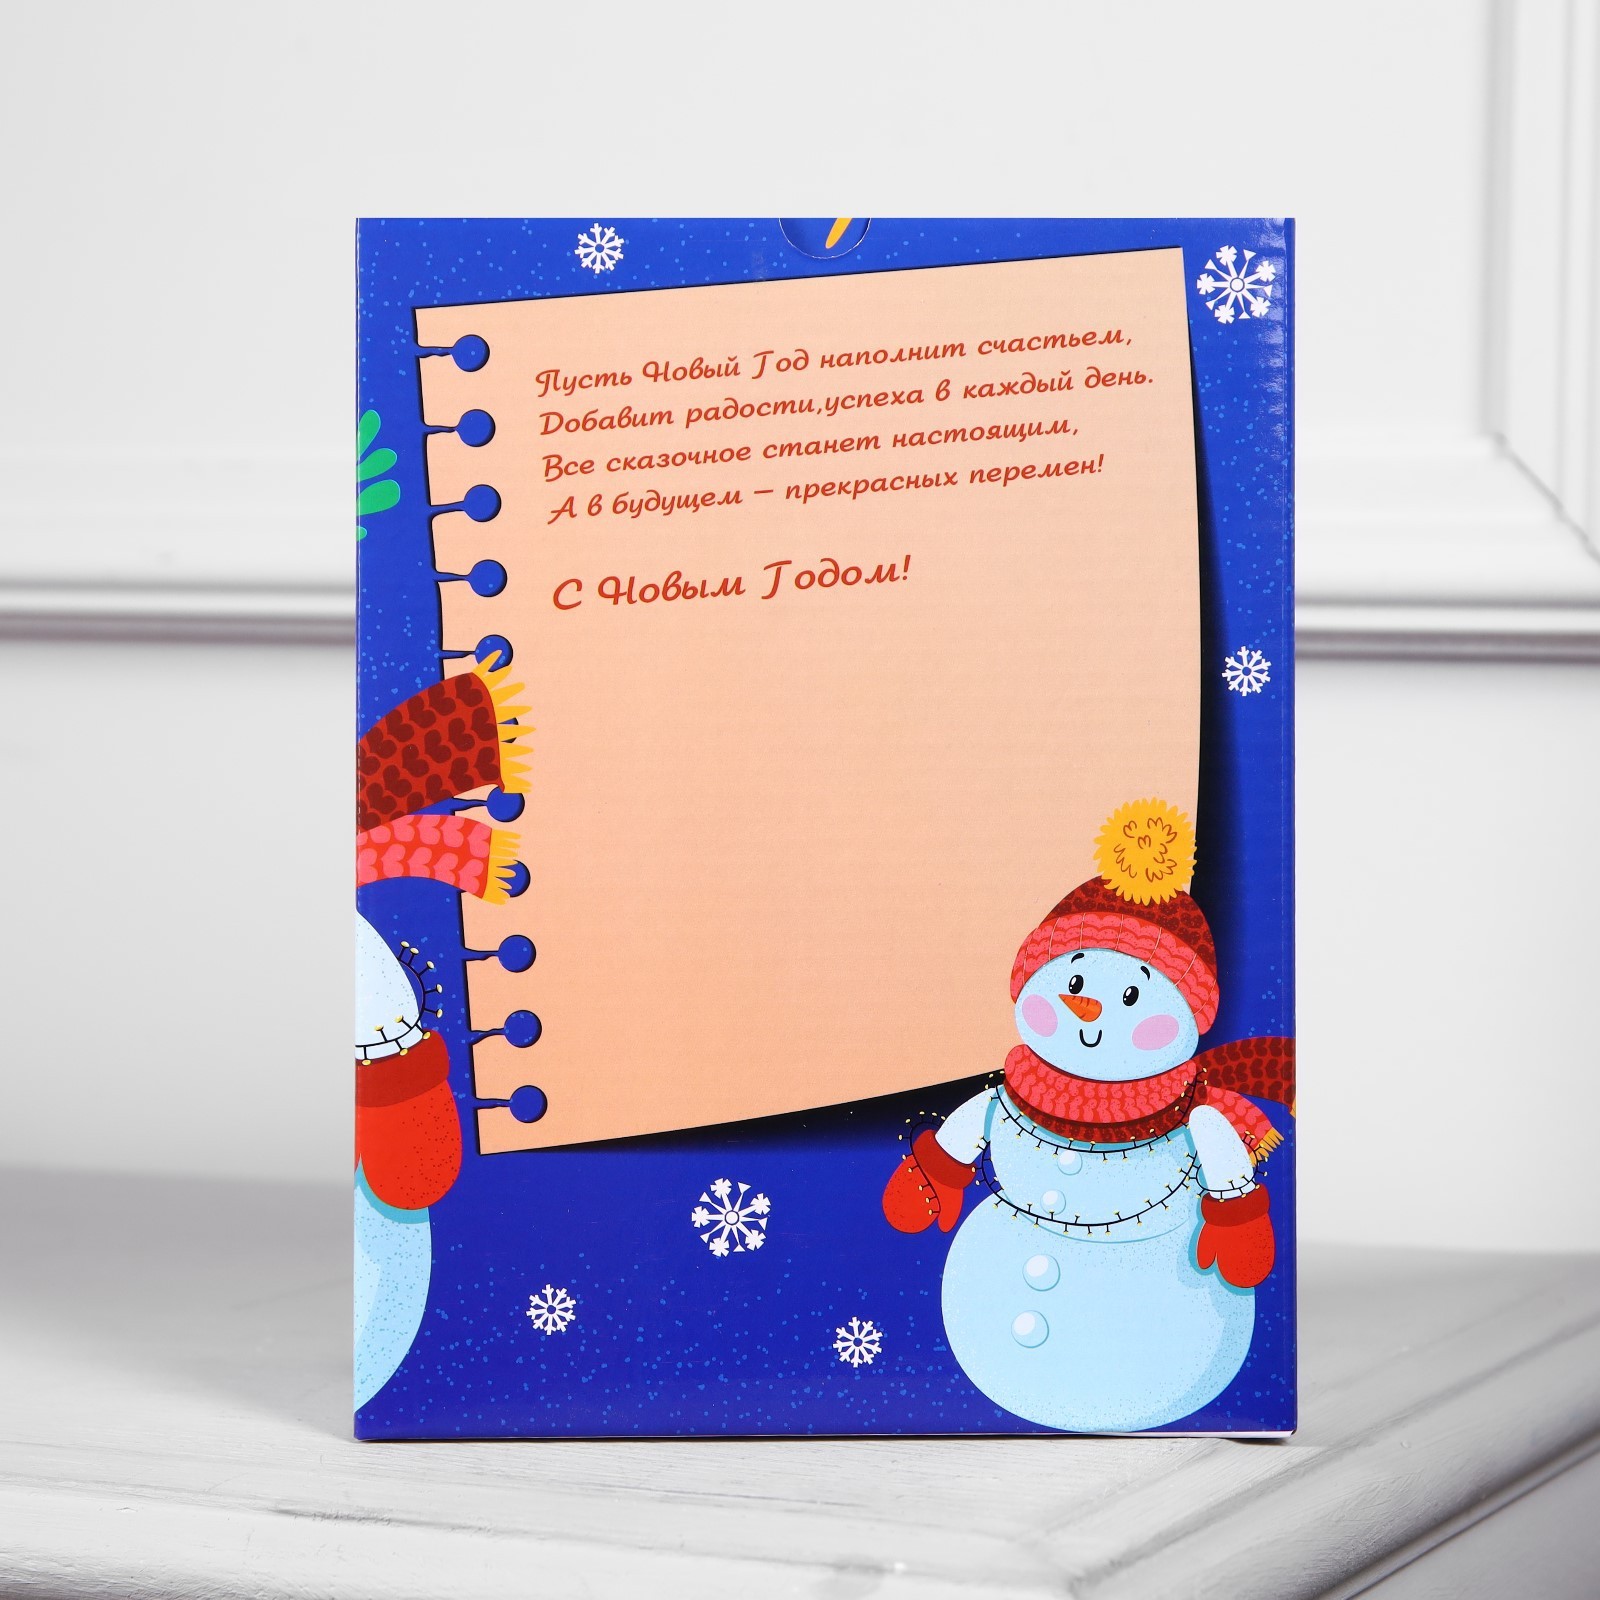 Пусть Новый Год наполнит счастьем,
Добавит радости,успеха в каждый день.
Все сказочное станет настоящим,
А в будущем – прекрасных перемен!
С Новым Годом!